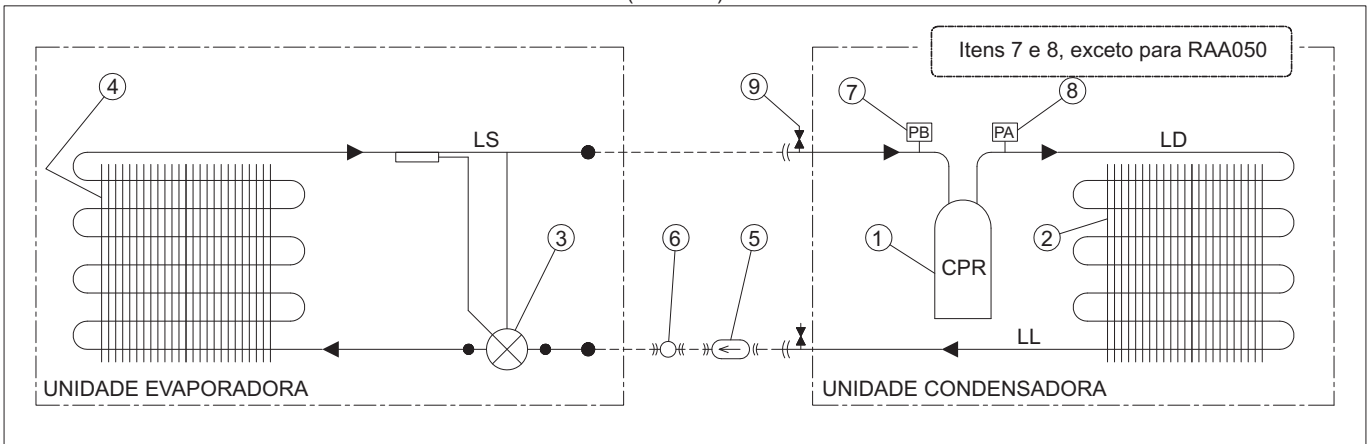 Itens 7 e 8, exceto para RAA050
4
9
7
8
PB
PA
LS
LD
3
6
5
1
2
CPR
LL
UNIDADE EVAPORADORA
UNIDADE CONDENSADORA